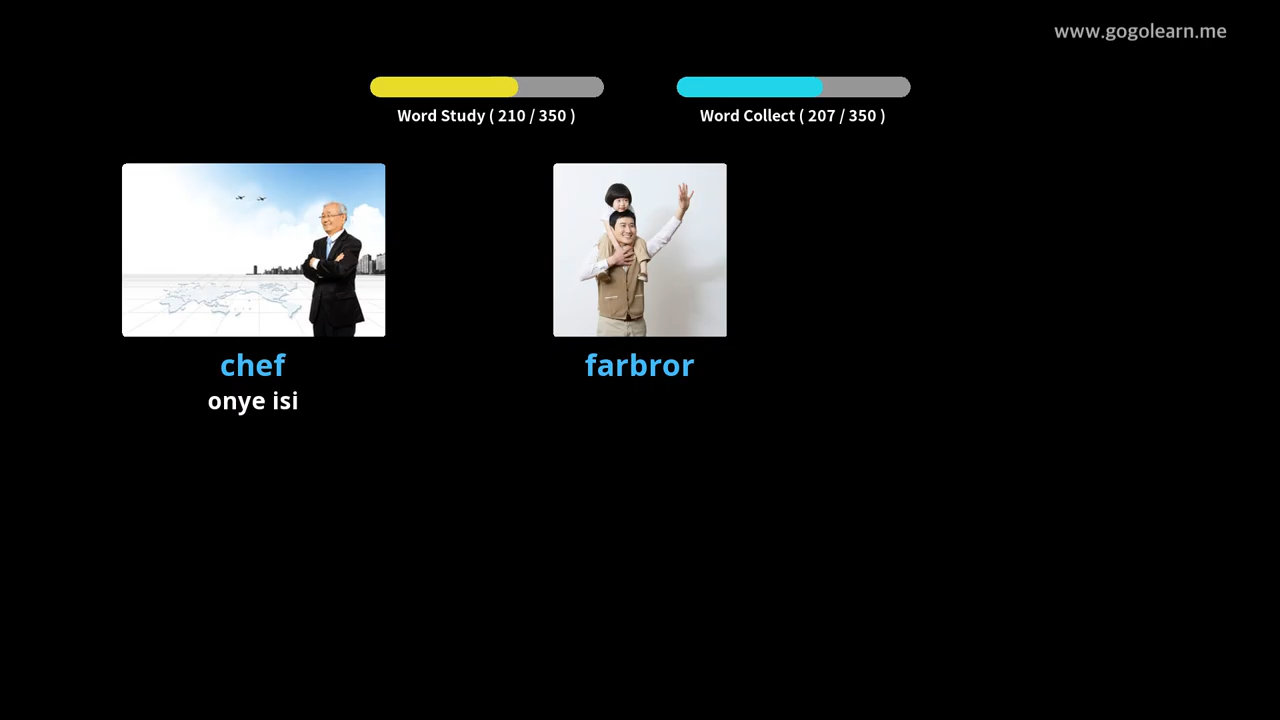 www.gogolearn.me
Word Study ( 210 / 350 )
Word Collect ( 207 / 350 )
chef
onye isi
farbror